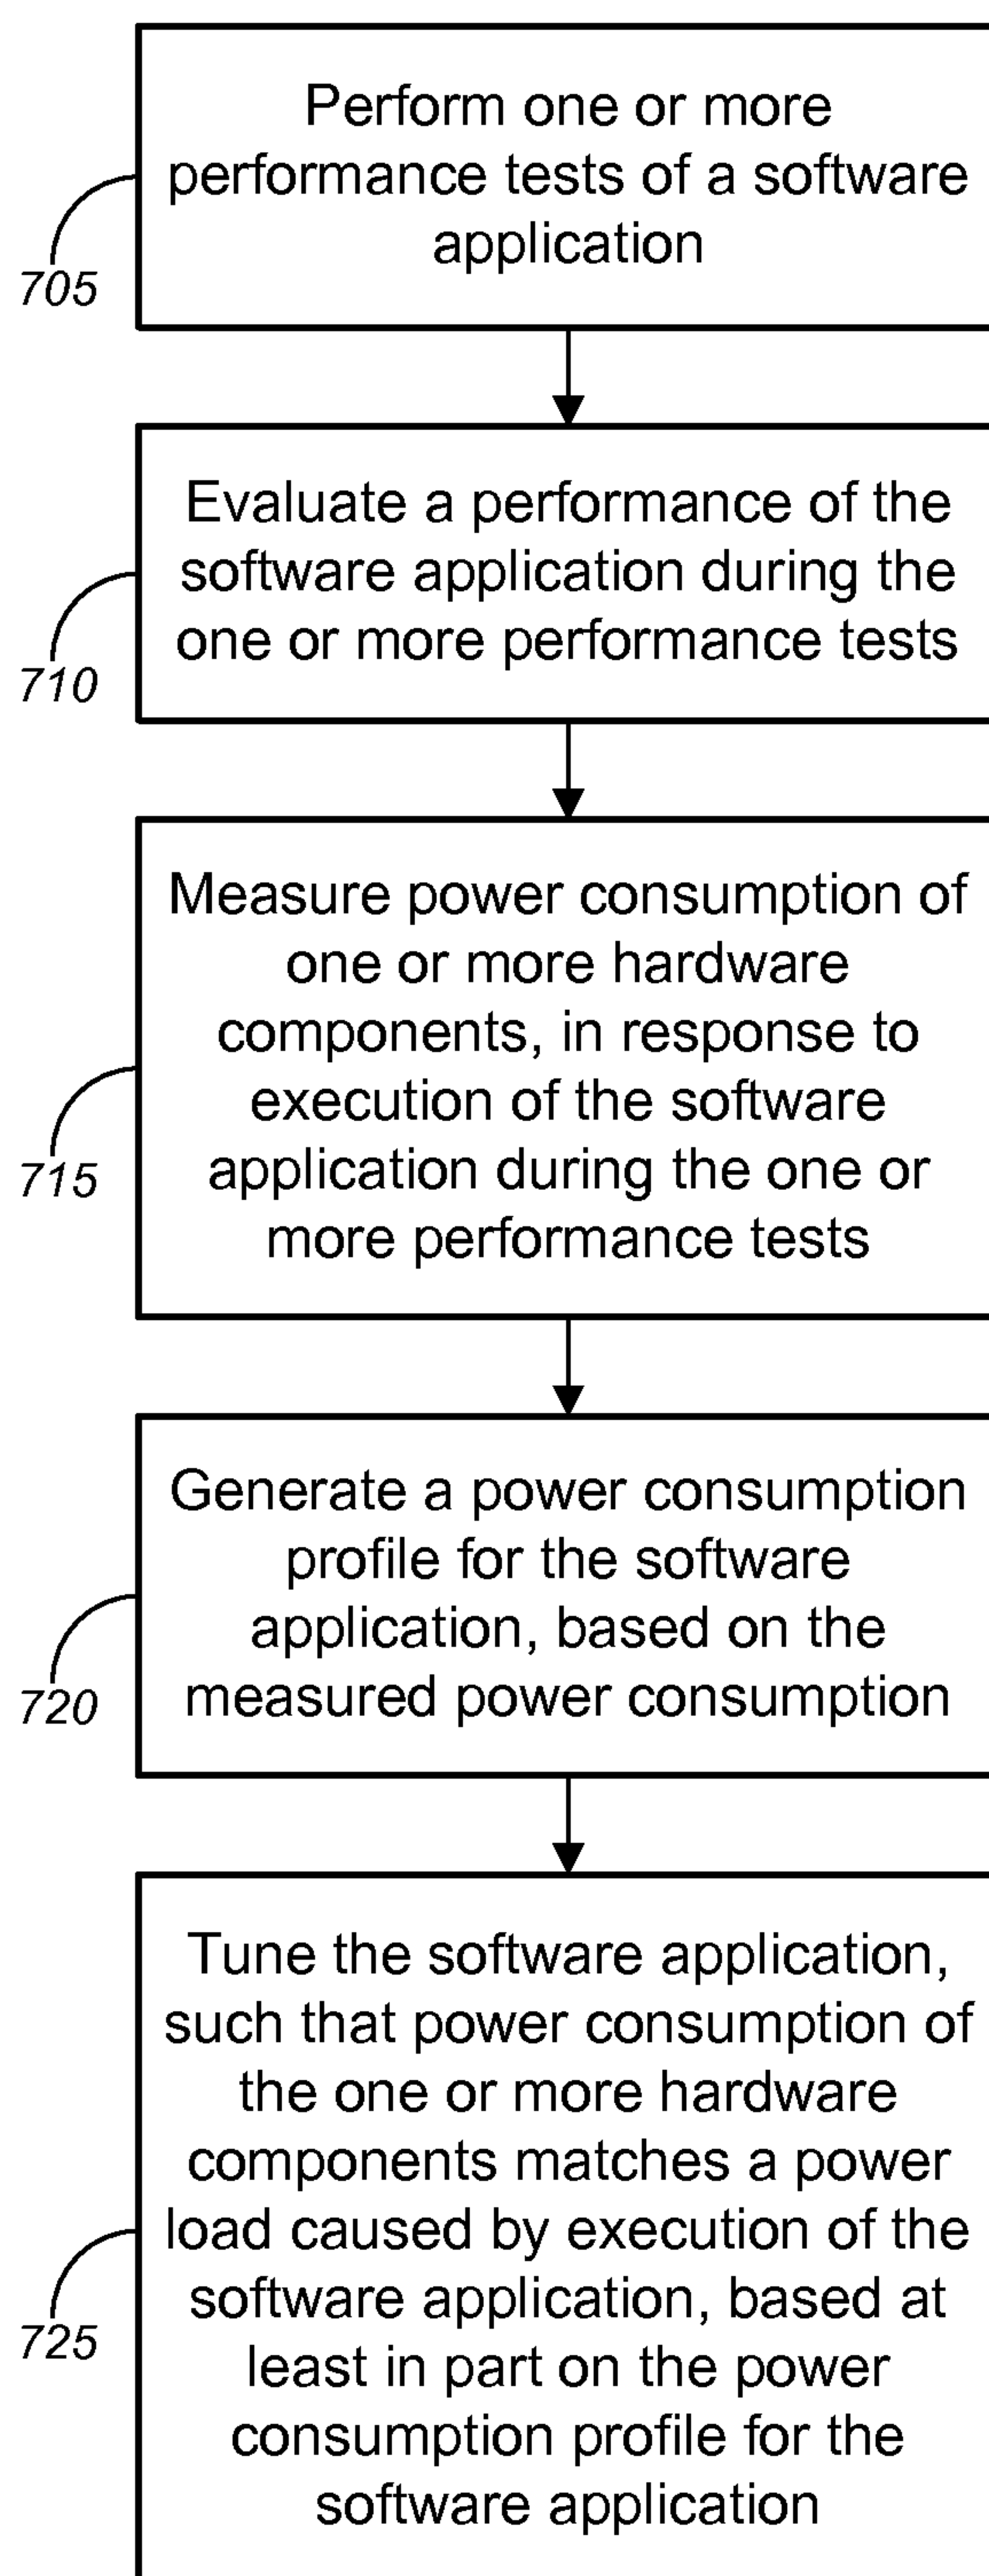 Perform one or more
performance tests of a software
application
705
Evaluate a performance of the
software application during the
one or more performance tests
710
Measure power consumption of
one or more hardware
components, in response to
execution of the software
application during the one or
more performance tests
715
Generate a power consumption
profile for the software
application, based on the
measured power consumption
720
Tune the software application,
such that power consumption of
the one or more hardware
components matches a power
load caused by execution of the
software application, based at
least in part on the power
consumption profile for the
software application
725